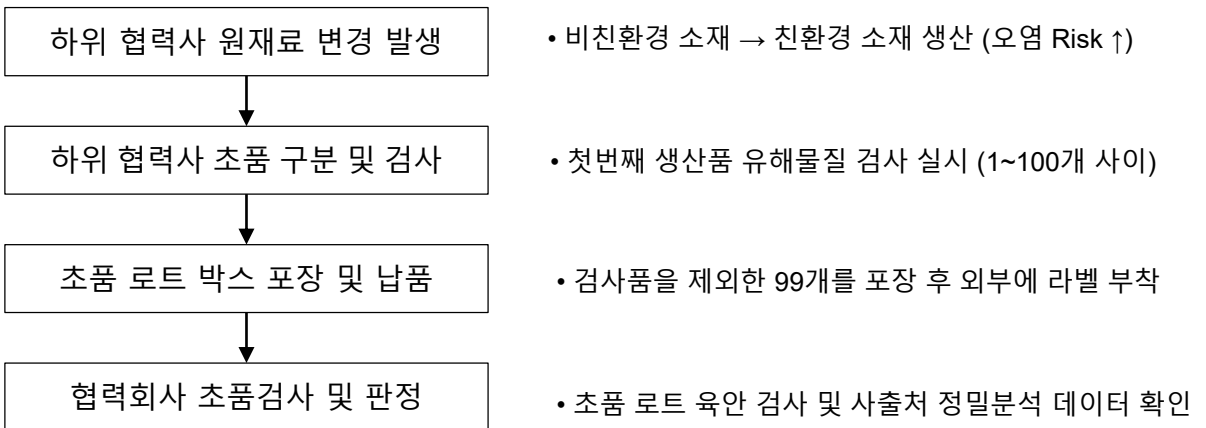 하위 협력사 원재료 변경 발생
• 비친환경 소재 → 친환경 소재 생산 (오염 Risk ↑)
하위 협력사 초품 구분 및 검사
• 첫번째 생산품 유해물질 검사 실시 (1~100개 사이)
초품 로트 박스 포장 및 납품
• 검사품을 제외한 99개를 포장 후 외부에 라벨 부착
협력회사 초품검사 및 판정
• 초품 로트 육안 검사 및 사출처 정밀분석 데이터 확인